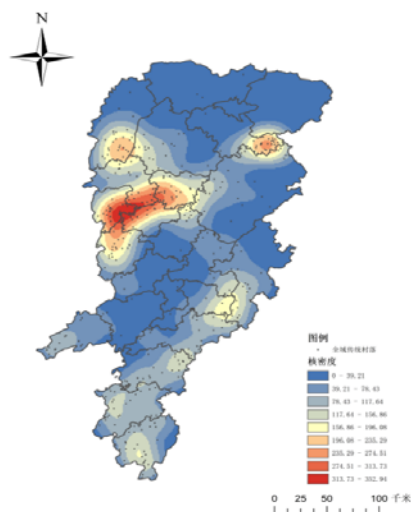 N
图例
全域传统村落
核密度
0 - 39.21
39.21 - 78.43
78.43 - 117.64
117.64 - 156.86
156.86 - 196.08
196.08 - 235.29
235.29 - 274.51
274.51 - 313.73
313.73 - 352.94
0 25 50 100 千米